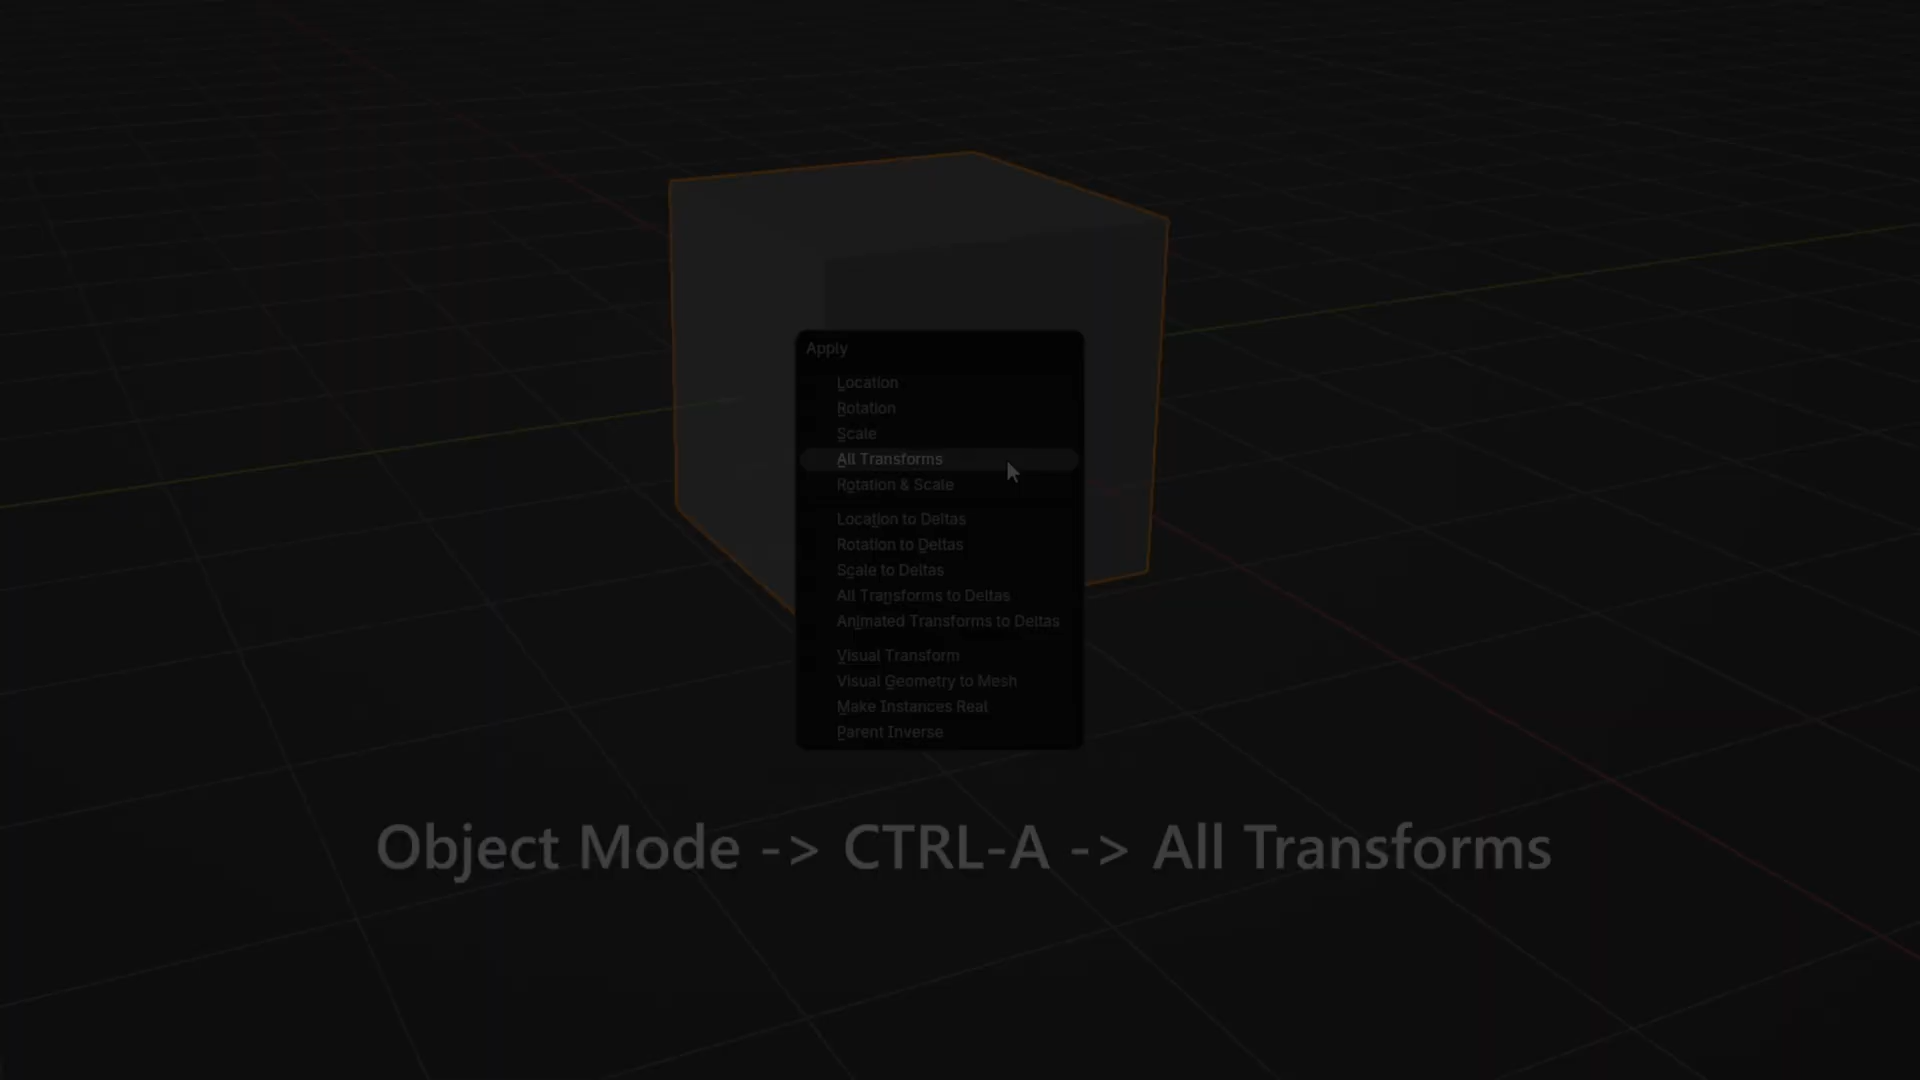 Apply
Location
Rotation
Scale
All Transforms
Rotation & Scale
Location to Deltas
Rotation to Deltas
Scale to Deltas
All Transforms to Deltas
Animated Transforms to Deltas
Visual Transform
Visual Geometry to Mesh
Make Instances Real
Parent Inverse
Object Mode -> CTRL-A -> All Transforms